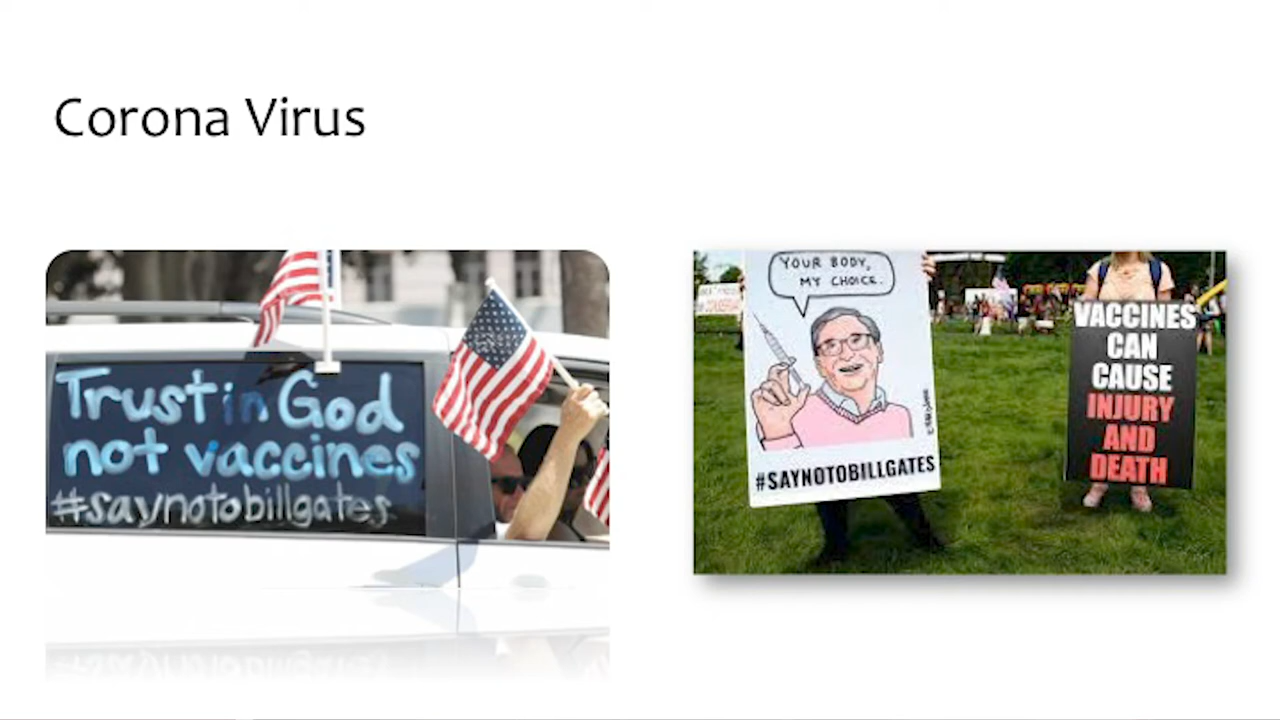 Corona Virus
Trust in God
not vaccines
#saynotobillgates
YOUR BODY,
MY CHOICE.
#SAYNOTOBILLGATES
VACCINES
CAN
CAUSE
INJURY
AND
DEATH